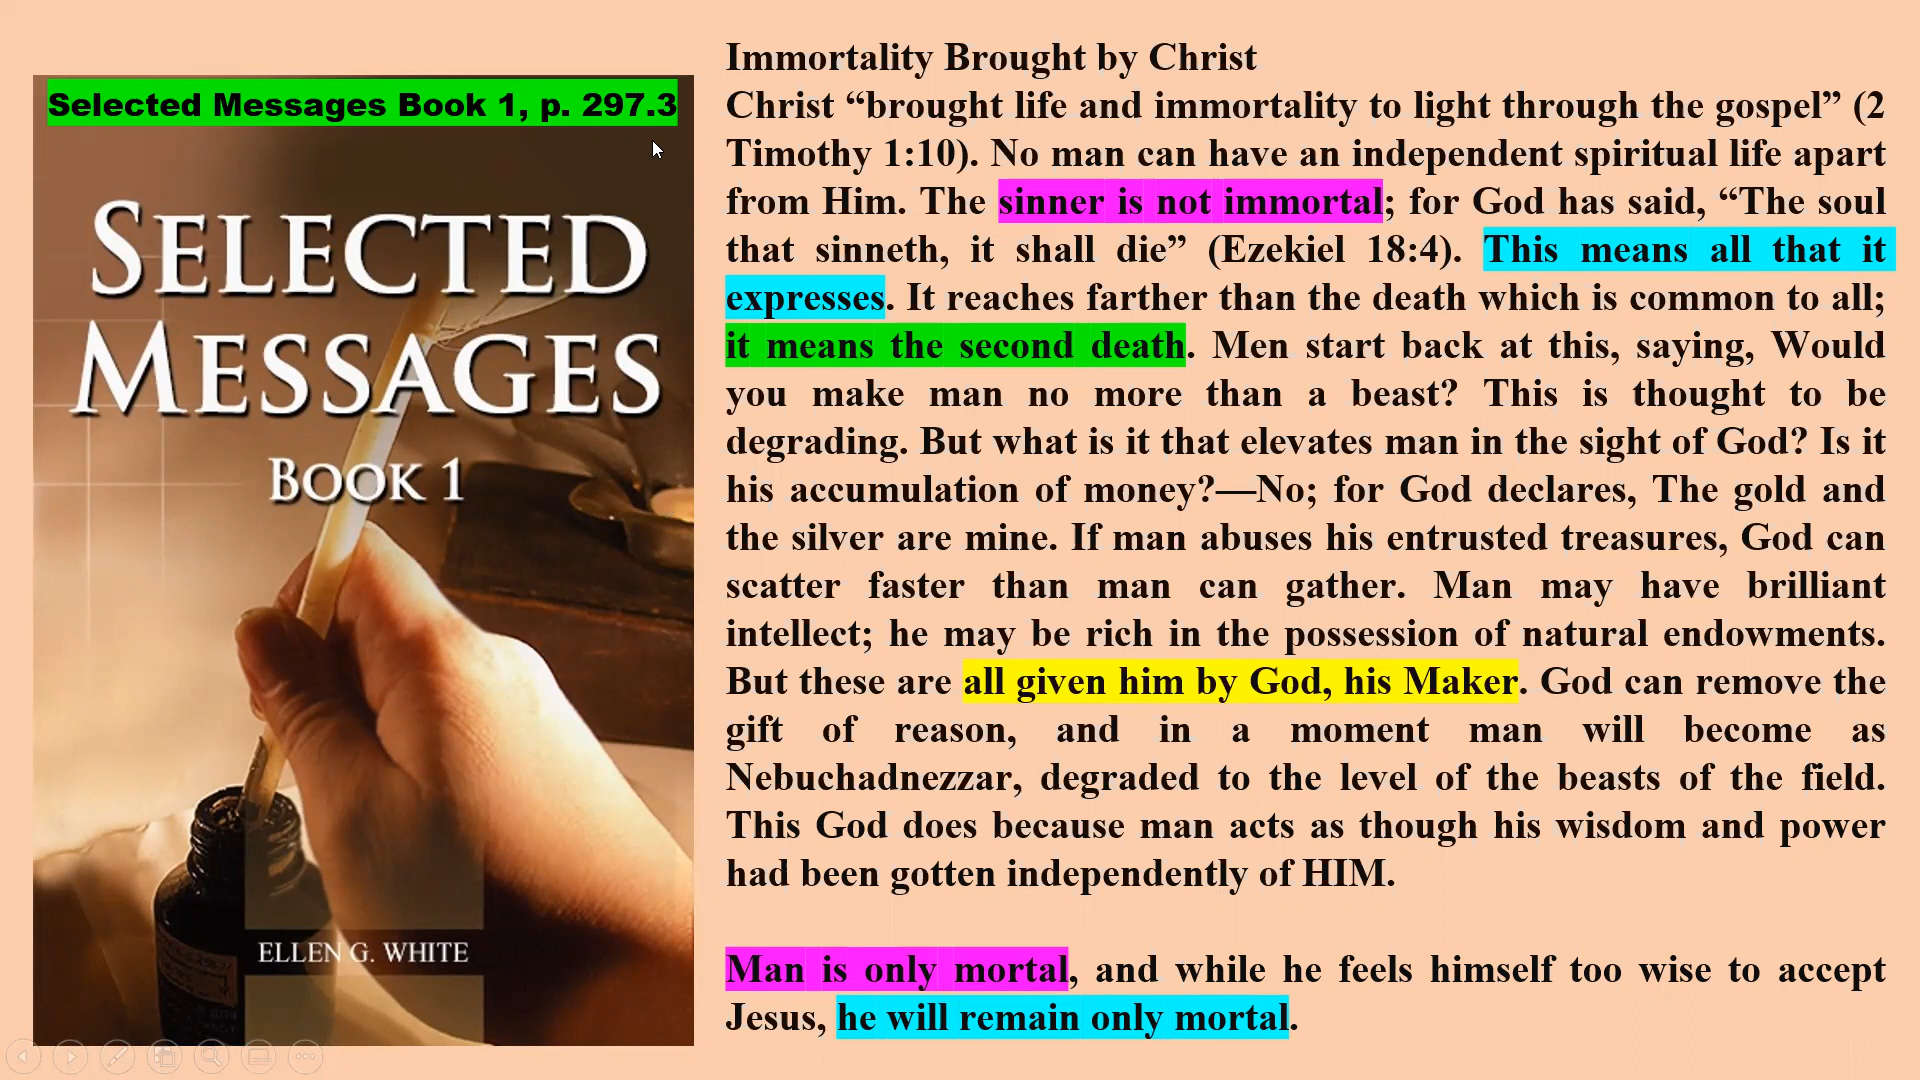 Selected Messages Book 1, p. 297.3
SELECTED
MESSAGES
BOOK 1
ELLEN G. WHITE
Immortality Brought by Christ
Christ “brought life and immortality to light through the gospel” (2
Timothy 1:10). No man can have an independent spiritual life apart
from Him. The sinner is not immortal; for God has said, “The soul
that sinneth, it shall die” (Ezekiel 18:4). This means all that it
expresses. It reaches farther than the death which is common to all;
it means the second death. Men start back at this, saying, Would
you make man no more than a beast? This is thought to be
degrading. But what is it that elevates man in the sight of God? Is it
his accumulation of money?—No; for God declares, The gold and
the silver are mine. If man abuses his entrusted treasures, God can
scatter faster than man can gather. Man may have brilliant
intellect; he may be rich in the possession of natural endowments.
But these are all given him by God, his Maker. God can remove the
gift of reason, and in a moment man will become as
Nebuchadnezzar, degraded to the level of the beasts of the field.
This God does because man acts as though his wisdom and power
had been gotten independently of HIM.
Man is only mortal, and while he feels himself too wise to accept
Jesus, he will remain only mortal.